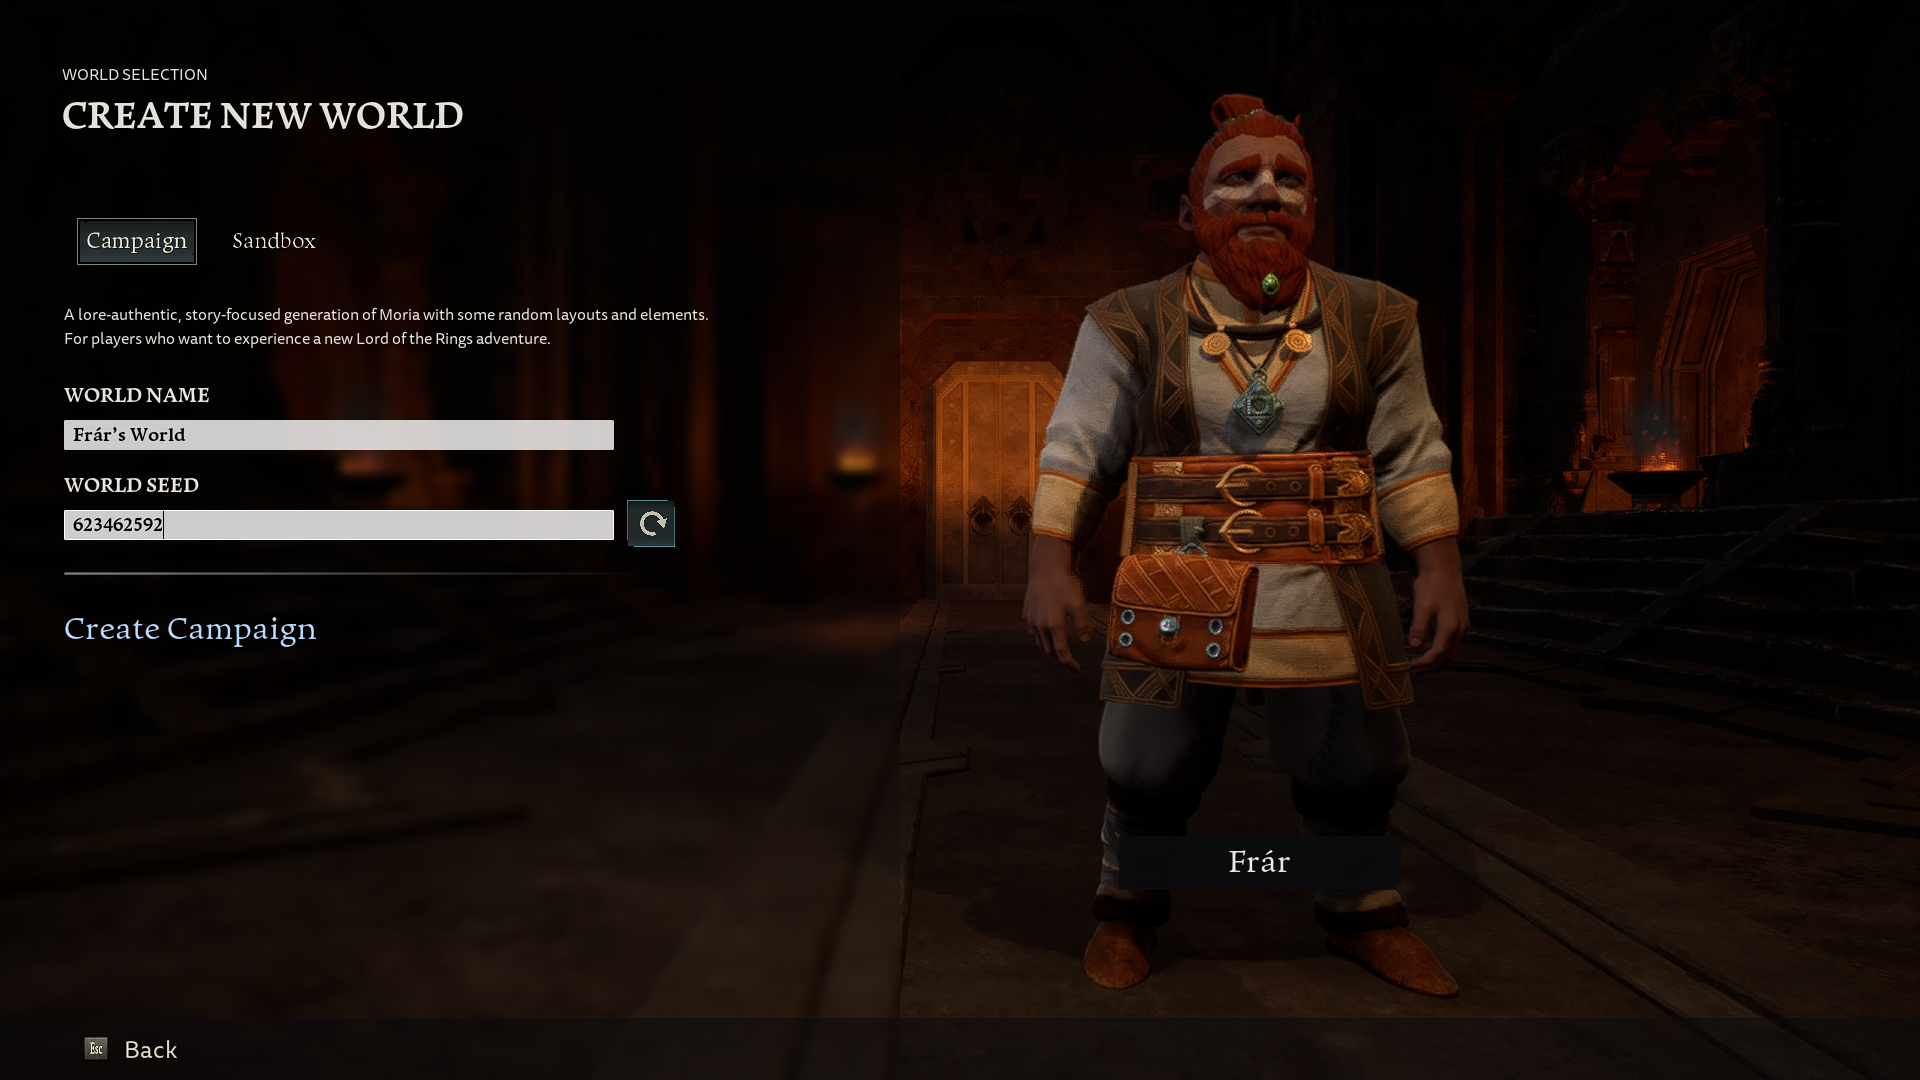 WORLD SELECTION
CREATE NEW WORLD
Campaign
Sandbox
A lore-authentic, story-focused generation of Moria with some random layouts and elements.
For players who want to experience a new Lord of the Rings adventure.
WORLD NAME
Frár's World
WORLD SEED
623462592
Create Campaign
Frár
Esc
Back